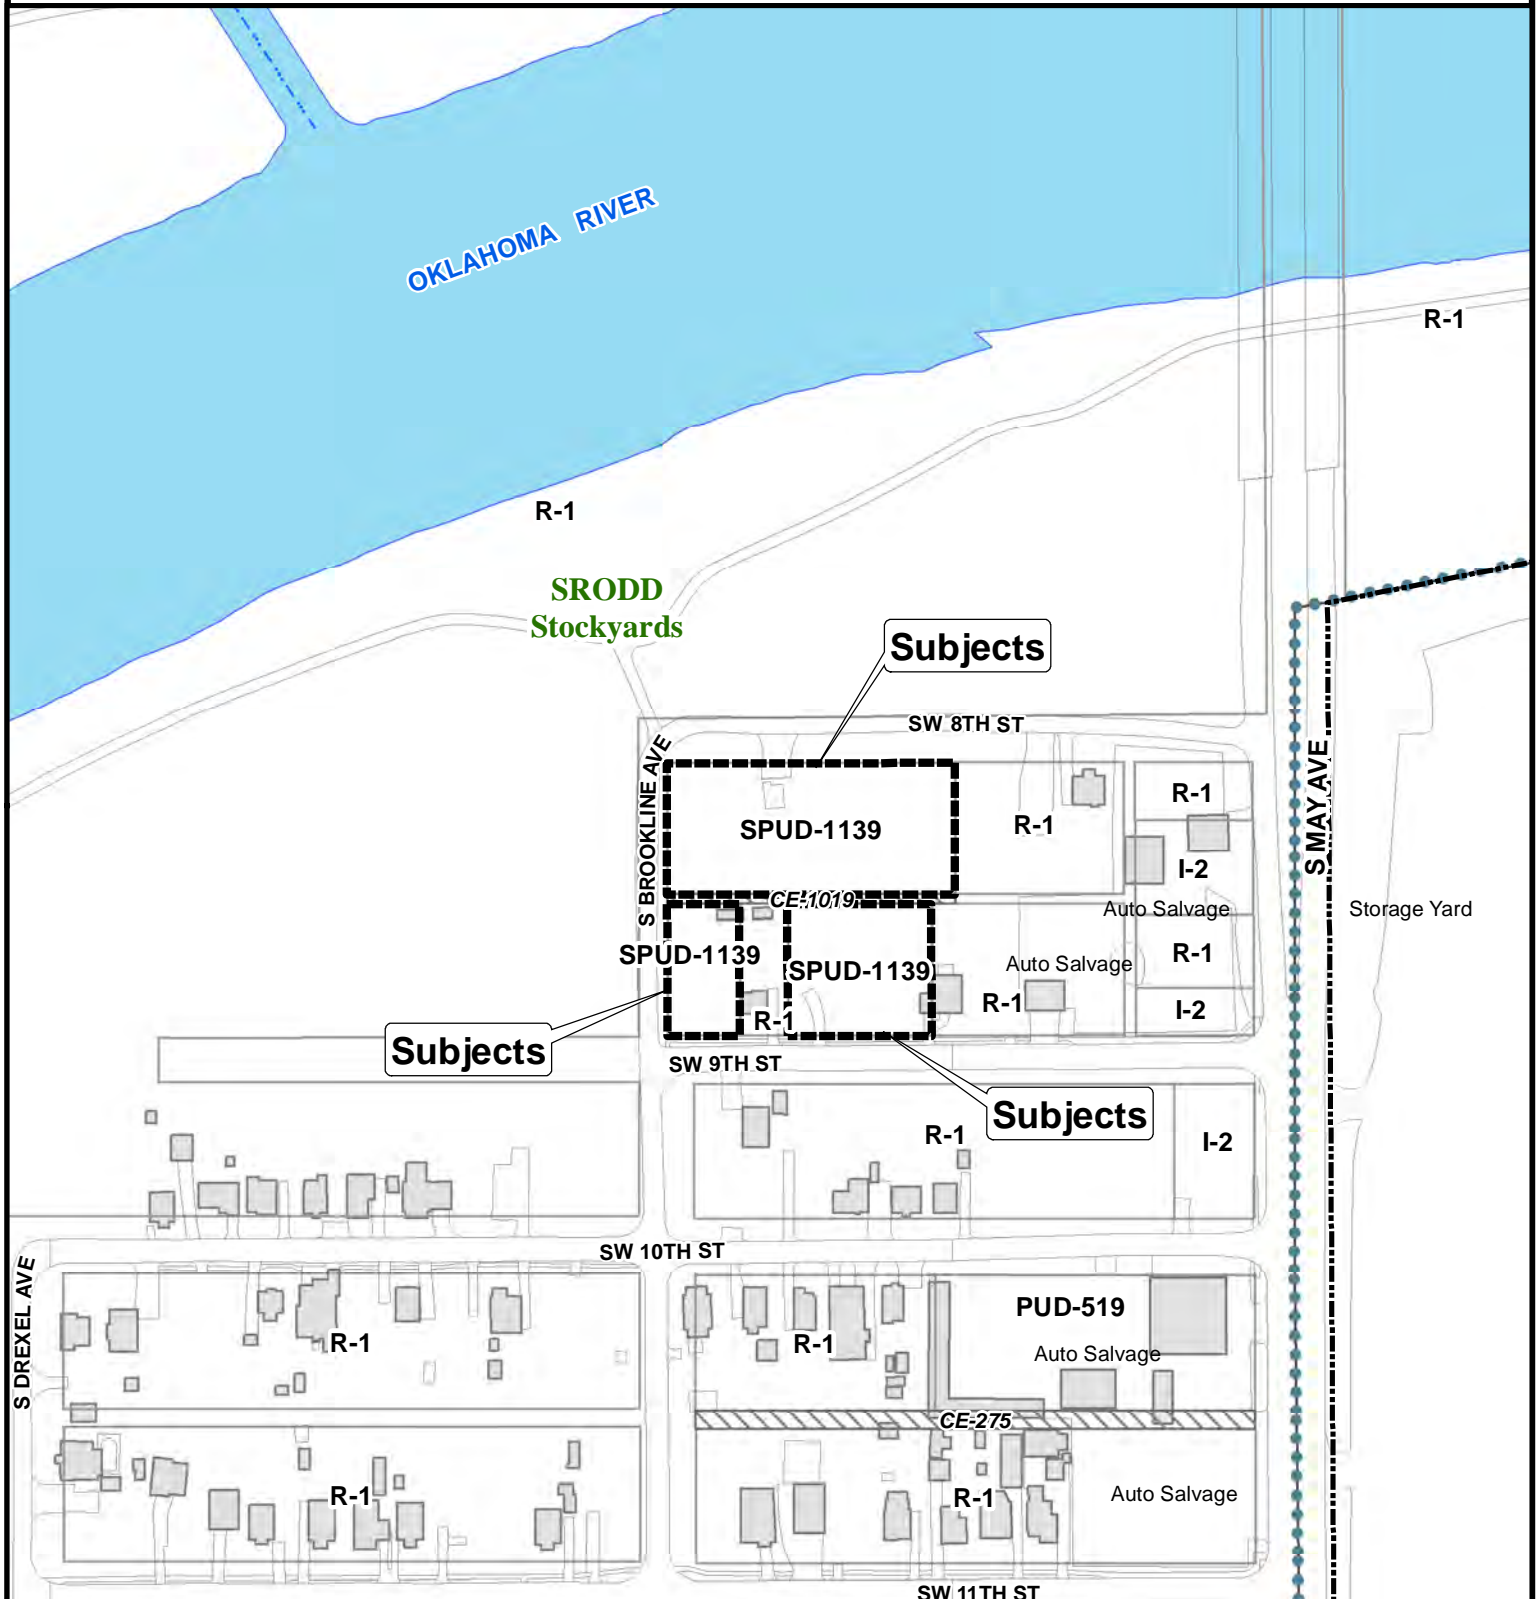 OKLAHOMA RIVER
R-1
R-1
SRODD
Stockyards
Subjects
SW 8TH ST
S BROOKLINE AVE
S MAY AVE
R-1
SPUD-1139
R-1
I-2
CE-1019
Auto Salvage
Storage Yard
SPUD-1139
SPUD-1139
Auto Salvage
R-1
R-1
R-1
I-2
Subjects
SW 9TH ST
Subjects
R-1
I-2
SW 10TH ST
S DREXEL AVE
PUD-519
R-1
R-1
Auto Salvage
CE-275
R-1
R-1
Auto Salvage
SW 11TH ST